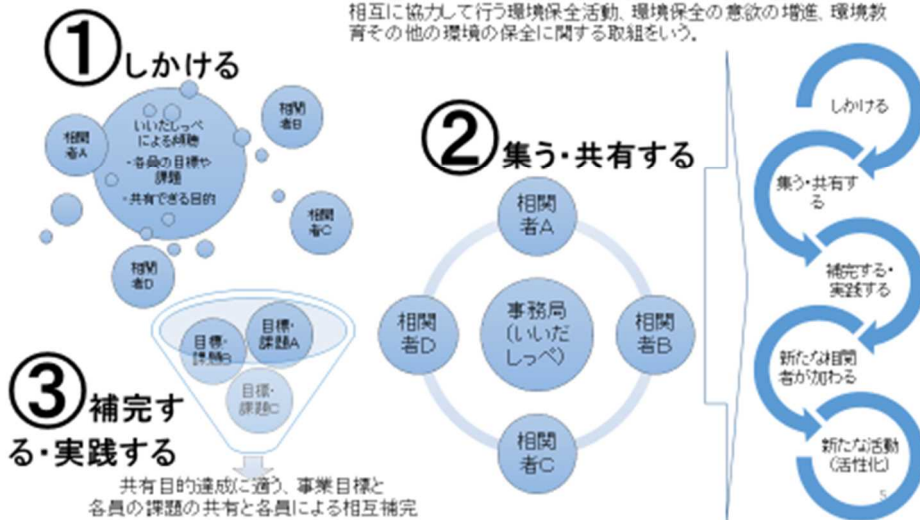 相互に協力して行う環境保全活動、環境保全の意欲の増進、環境教
育その他の環境の保全に関する取組をいう。
①しかける
いいだしっぺ
による傾聴
・各員の目標や
課題
・共有できる目的
相関
者A
相関
者B
相関
者C
相関
者D
②集う・共有する
相関
者A
相関
者B
相関
者C
相関
者D
事務局
(いいだ
しっぺ)
③補完す
る・実践する
目標・
課題B
目標・
課題A
目標・
課題C
共有目的達成に適う、事業目標と
各員の課題の共有と各員による相互補完
しかける
集う・共有す
る
補完する・
実践する
新たな相関
者が加わる
新たな活動
(活性化)
5